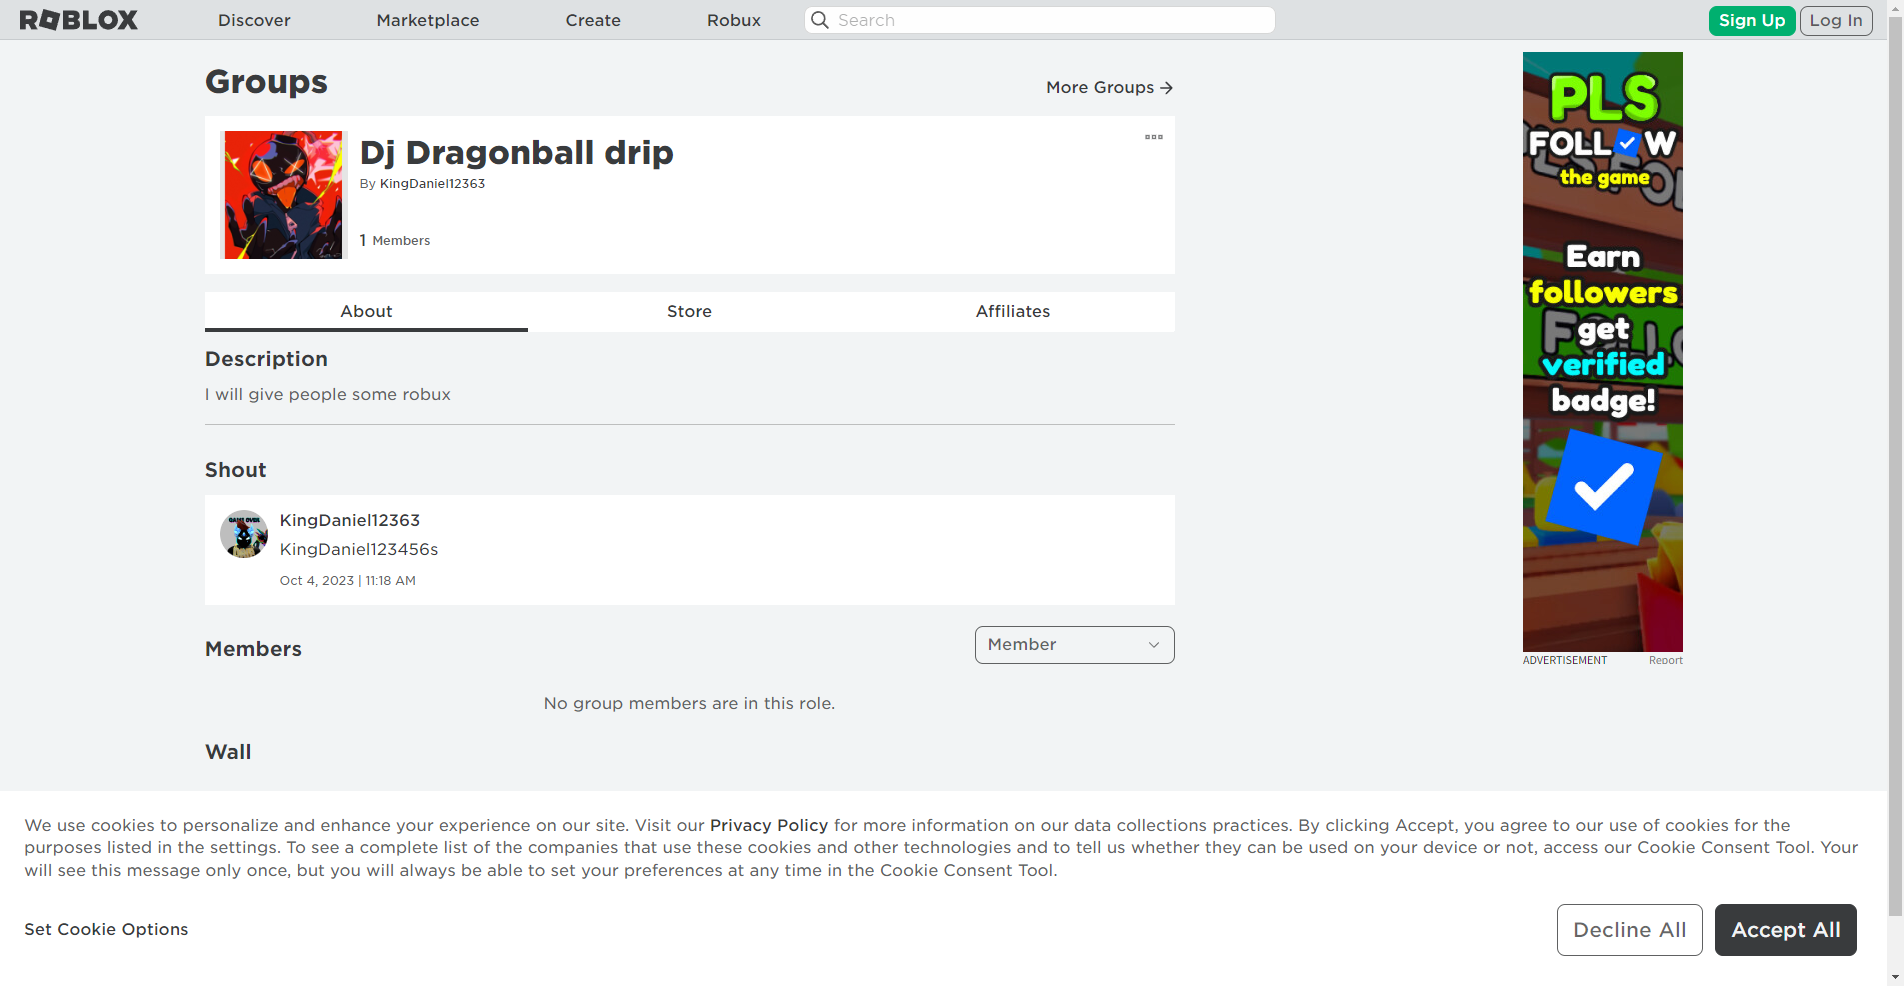 ROBLOX
Discover
Marketplace
Create
Robux
Search
Sign Up
Log In
Groups
More Groups
Dj Dragonball drip
By KingDaniel12363
1 Members
About
Store
Affiliates
Description
I will give people some robux
Shout
GAME OVER
KingDaniel12363
KingDaniel123456s
Oct 4, 2023 | 11:18 AM
Members
Member
No group members are in this role.
Wall
PLS
FOLLOW
the game
Earn
followers
get
verified
badge!
ADVERTISEMENT
Report
We use cookies to personalize and enhance your experience on our site. Visit our Privacy Policy for more information on our data collections practices. By clicking Accept, you agree to our use of cookies for the
purposes listed in the settings. To see a complete list of the companies that use these cookies and other technologies and to tell us whether they can be used on your device or not, access our Cookie Consent Tool. Your
will see this message only once, but you will always be able to set your preferences at any time in the Cookie Consent Tool.
Set Cookie Options
Decline All
Accept All